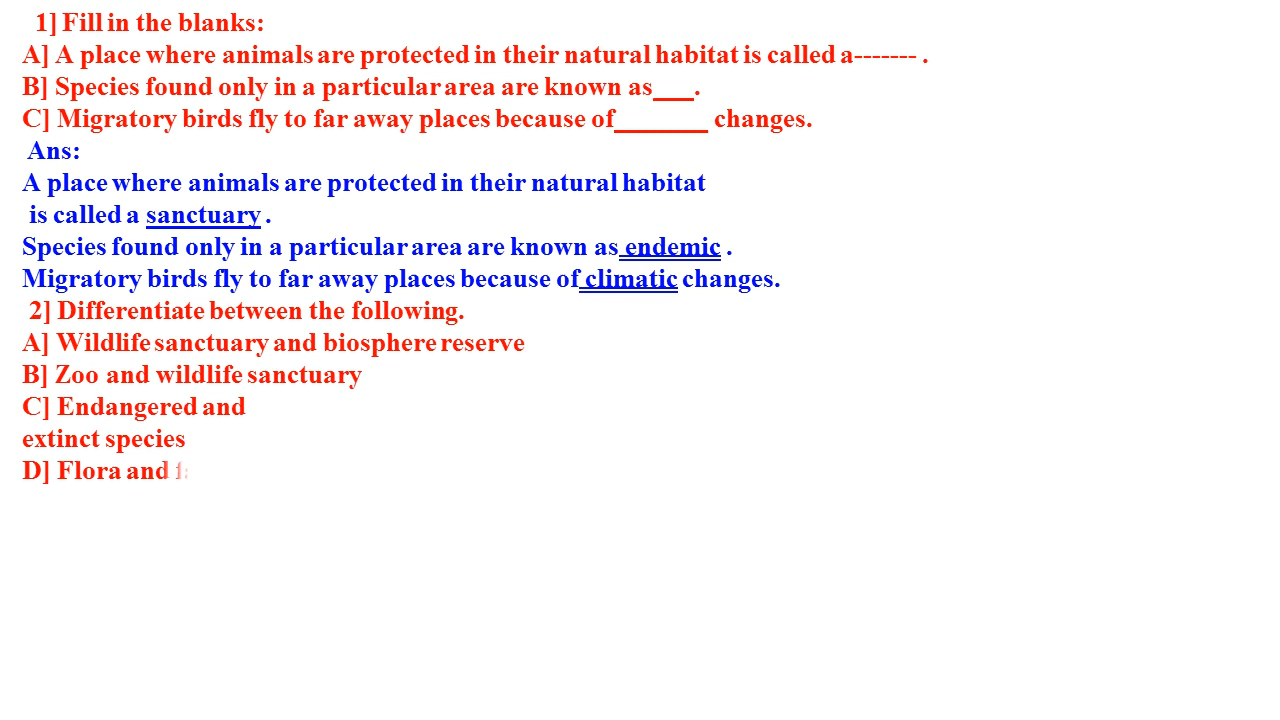 1] Fill in the blanks:
A] A place where animals are protected in their natural habitat is called a------- .
B] Species found only in a particular area are known as___.
C] Migratory birds fly to far away places because of_______ changes.
Ans:
A place where animals are protected in their natural habitat
is called a sanctuary .
Species found only in a particular area are known as endemic .
Migratory birds fly to far away places because of climatic changes.
2] Differentiate between the following.
A] Wildlife sanctuary and biosphere reserve
B] Zoo and wildlife sanctuary
C] Endangered and
extinct species
D] Flora and